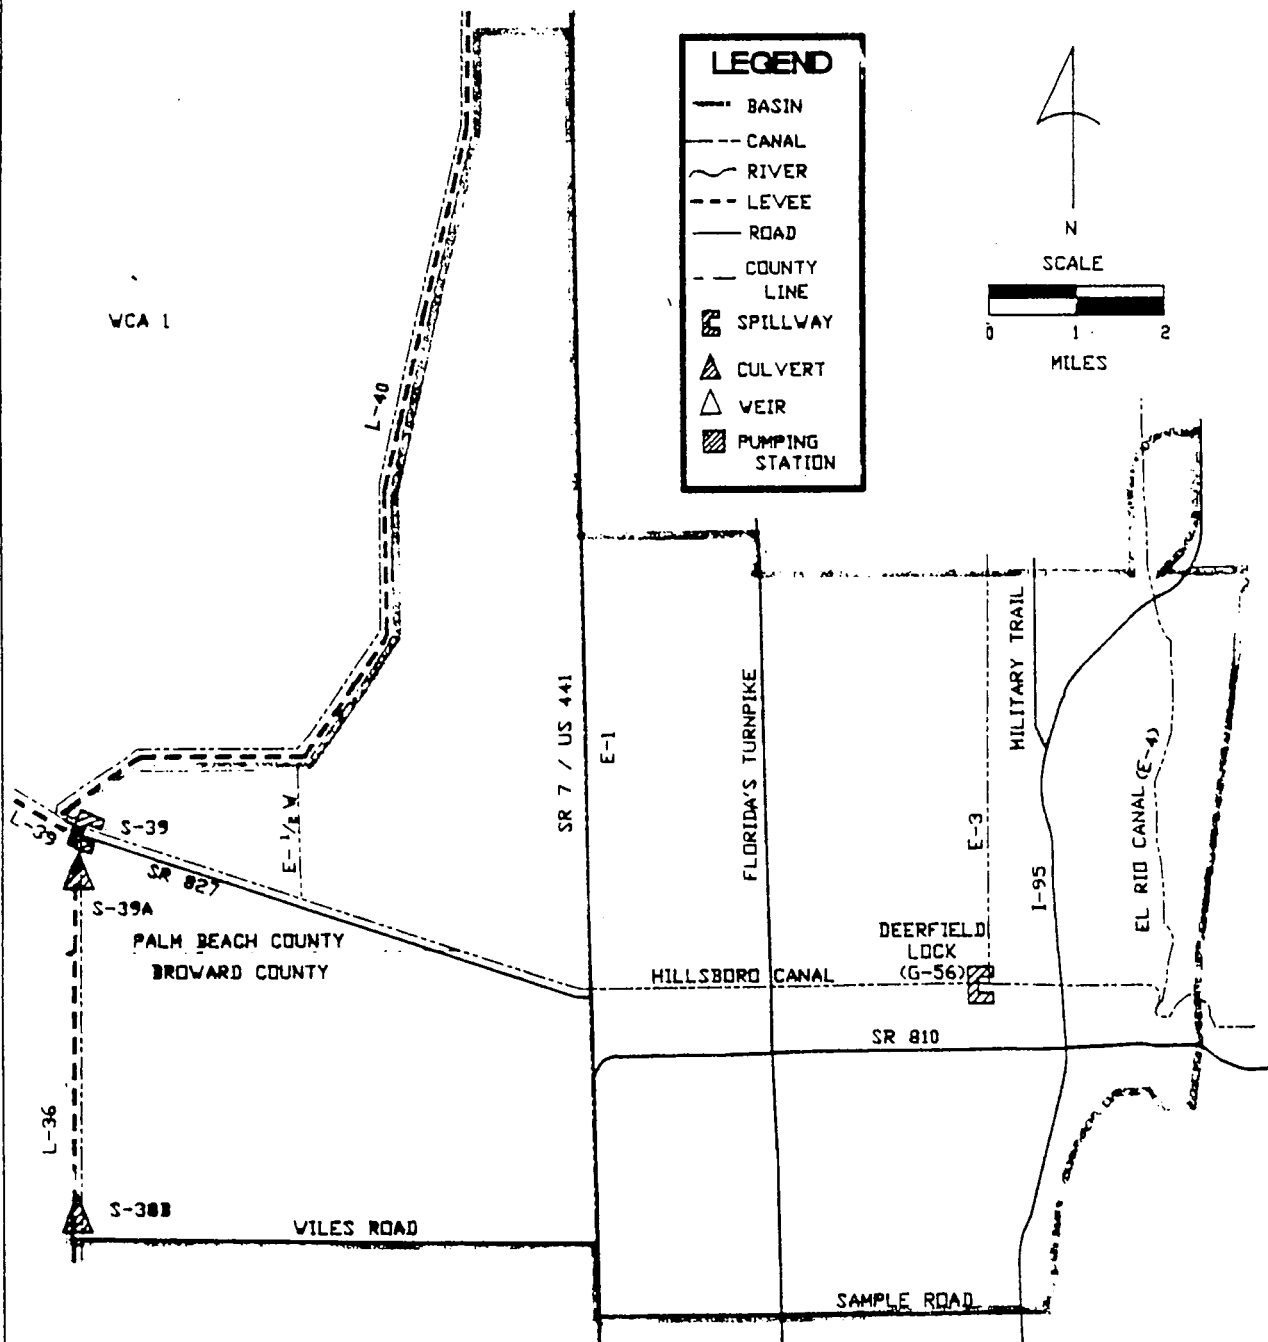 LEGEND
BASIN
CANAL
RIVER
LEVEE
ROAD
COUNTY
LINE
SPILLWAY
CULVERT
WEIR
PUMPING
STATION
N
SCALE
0 1 2
MILES
WCA 1
L-40
SR 7 / US 441
E-1
FLORIDA'S TURNPIKE
MILITARY TRAIL
E-3
I-95
EL RIO CANAL (E-4)
L-39
S-39
E-1/2 W
SR 827
S-39A
PALM BEACH COUNTY
BROWARD COUNTY
DEERFIELD
LOCK
(G-56)
HILLSBORO CANAL
SR 810
L-36
S-38B
WILES ROAD
SAMPLE ROAD